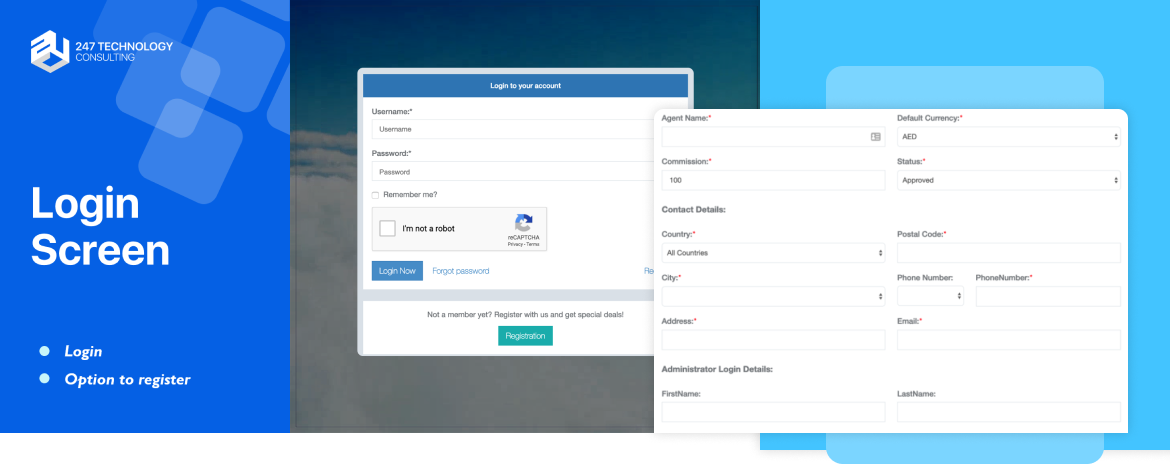 247 TECHNOLOGY
CONSULTING
Login
Screen
Login
Option to register
Login to your account
Username:*
Username
Password:*
Password
Remember me?
I'm not a robot
reCAPTCHA
Privacy - Terms
Login Now Forgot password
Not a member yet? Register with us and get special deals!
Registration
Agent Name:* Default Currency:*
AED
Commission:* Status:*
100 Approved
Contact Details:
Country:* Postal Code:*
All Countries
City:* Phone Number: PhoneNumber:*
Address:* Email:*
Administrator Login Details:
FirstName: LastName: